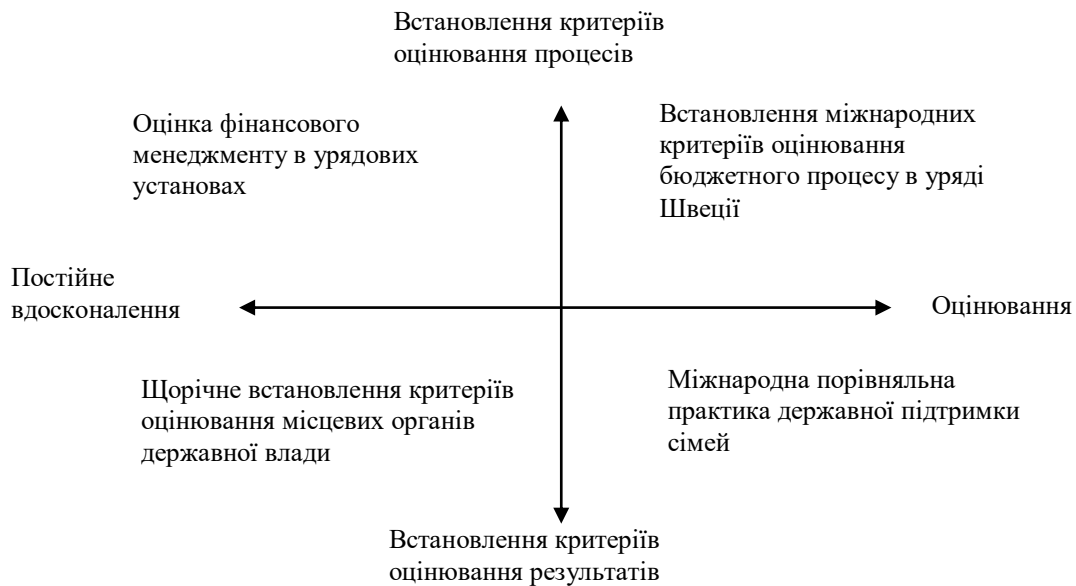 Встановлення критеріїв
оцінювання процесів
Оцінка фінансового
менеджменту в урядових
установах
Встановлення міжнародних
критеріїв оцінювання
бюджетного процесу в уряді
Швеції
Постійне
вдосконалення
Оцінювання
Щорічне встановлення критеріїв
оцінювання місцевих органів
державної влади
Міжнародна порівняльна
практика державної підтримки
сімей
Встановлення критеріїв
оцінювання результатів